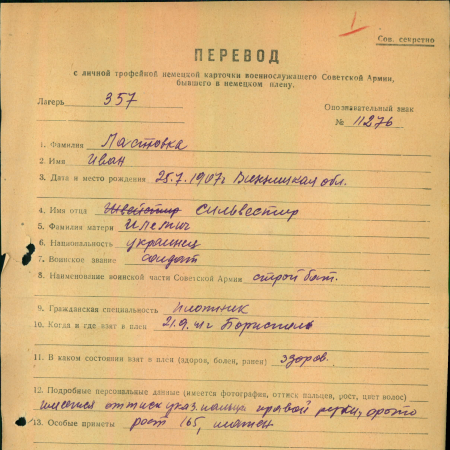 1
Сов. секретно
ПЕРЕВОД
с личной трофейной немецкой карточки военнослужащего Советской Армии,
бывшего в немецком плену.
Лагерь 357
Опознавательный знак
№ 11276
1. Фамилия Ластовка
2. Имя Иван
3. Дата и место рождения 25.7.1907г Винницкая обл.
4. Имя отца Сильвестр
5. Фамилия матери
6. Национальность украинец
7. Воинское звание солдат
8. Наименование воинской части Советской Армии строй бат.
9. Гражданская специальность плотник
10. Когда и где взят в плен 21.9.41г Борисполь
11. В каком состоянии взят в плен (здоров, болен, ранен) здоров.
12. Подробные персональные данные (имеется фотография, оттиск пальцев, рост, цвет волос)
имеется оттиск указ. пальца правой руки, фото
13. Особые приметы рост 165,